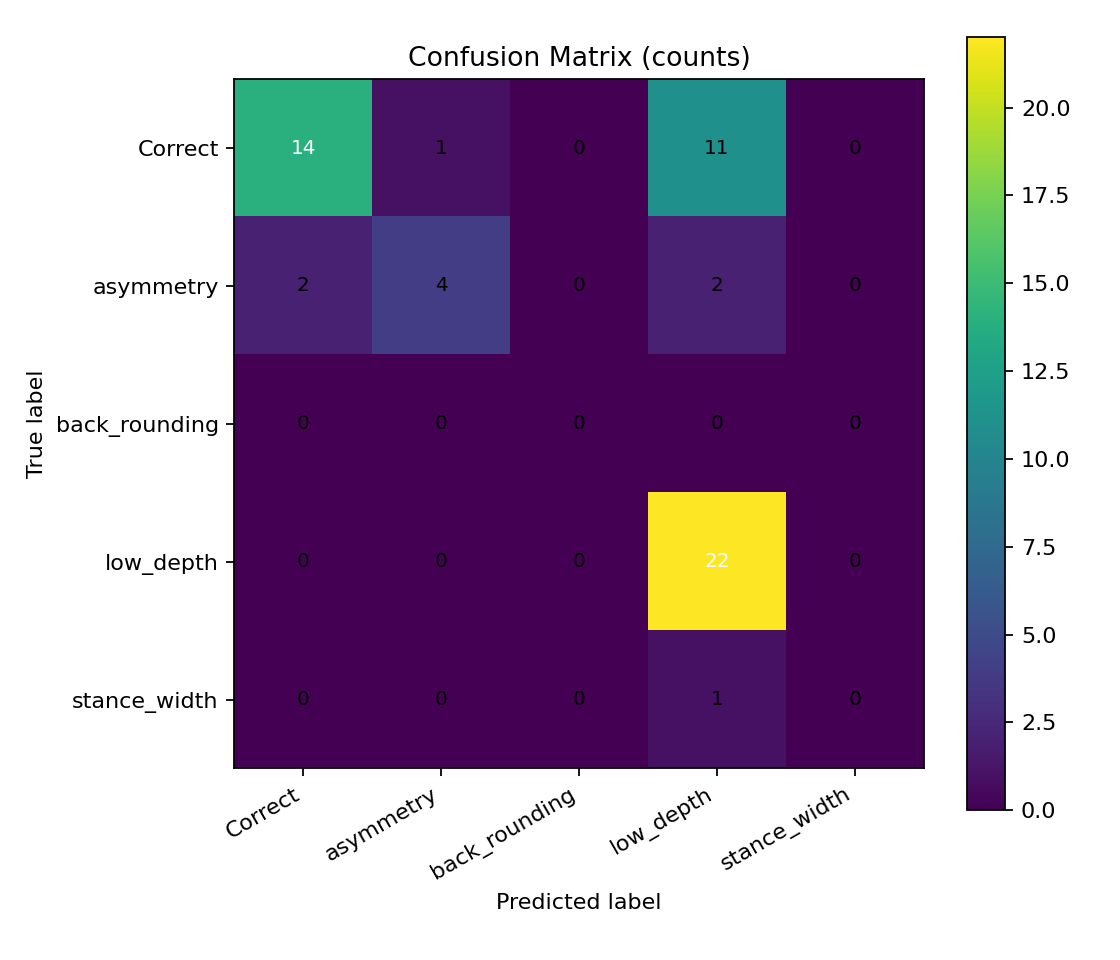 Confusion Matrix (counts)
True label
Correct 14 1 0 11 0
asymmetry 2 4 0 2 0
back_rounding 0 0 0 0 0
low_depth 0 0 0 22 0
stance_width 0 0 0 1 0
Correct asymmetry back_rounding low_depth stance_width
Predicted label
20.0
17.5
15.0
12.5
10.0
7.5
5.0
2.5
0.0